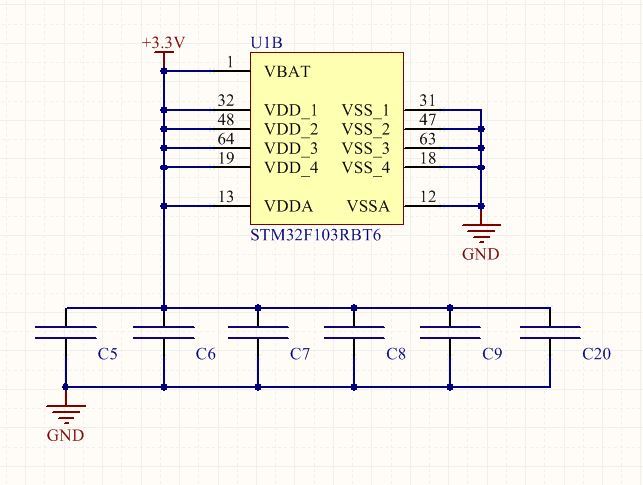 +3.3V
U1B
1 VBAT
32 VDD_1 VSS_1 31
48 VDD_2 VSS_2 47
64 VDD_3 VSS_3 63
19 VDD_4 VSS_4 18
13 VDDA VSSA 12
STM32F103RBT6
GND
C5 C6 C7 C8 C9 C20
GND